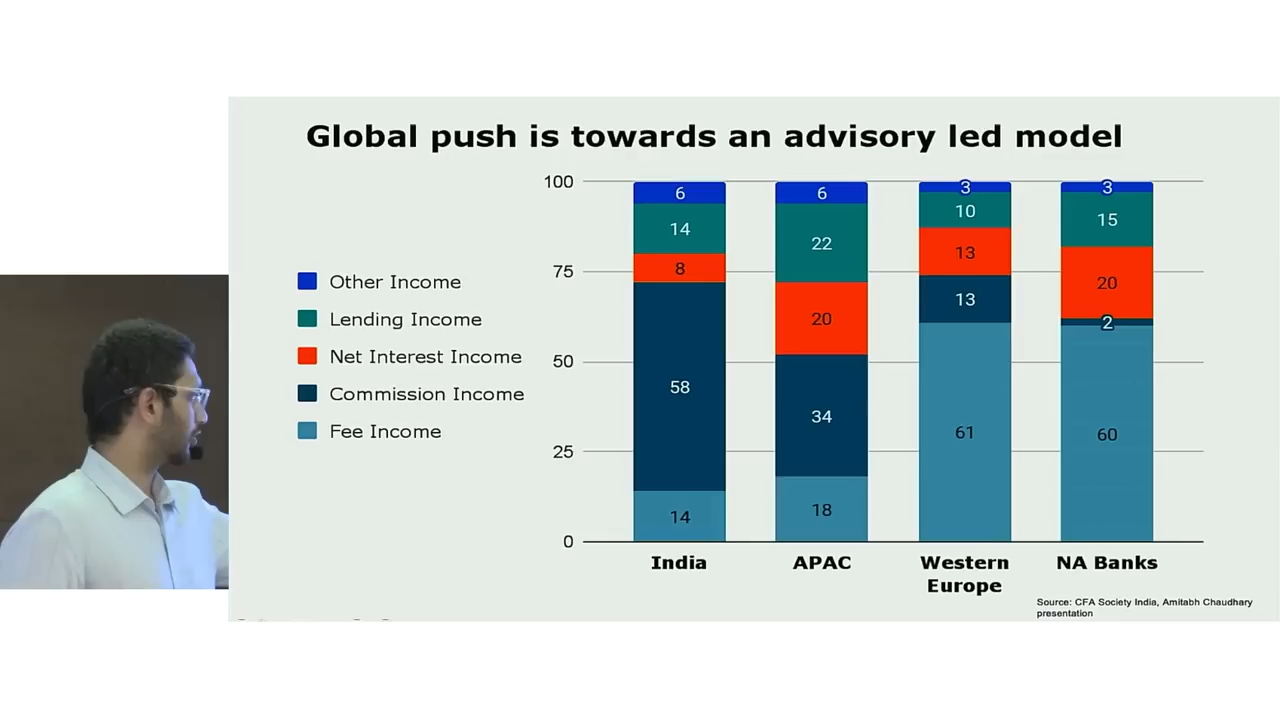 Global push is towards an advisory led model
Other Income
Lending Income
Net Interest Income
Commission Income
Fee Income
100
75
50
25
0
6
14
8
58
14
6
22
20
34
18
3
10
13
13
61
3
15
20
2
60
India
APAC
Western
Europe
NA Banks
Source: CFA Society India, Amitabh Chaudhary
presentation